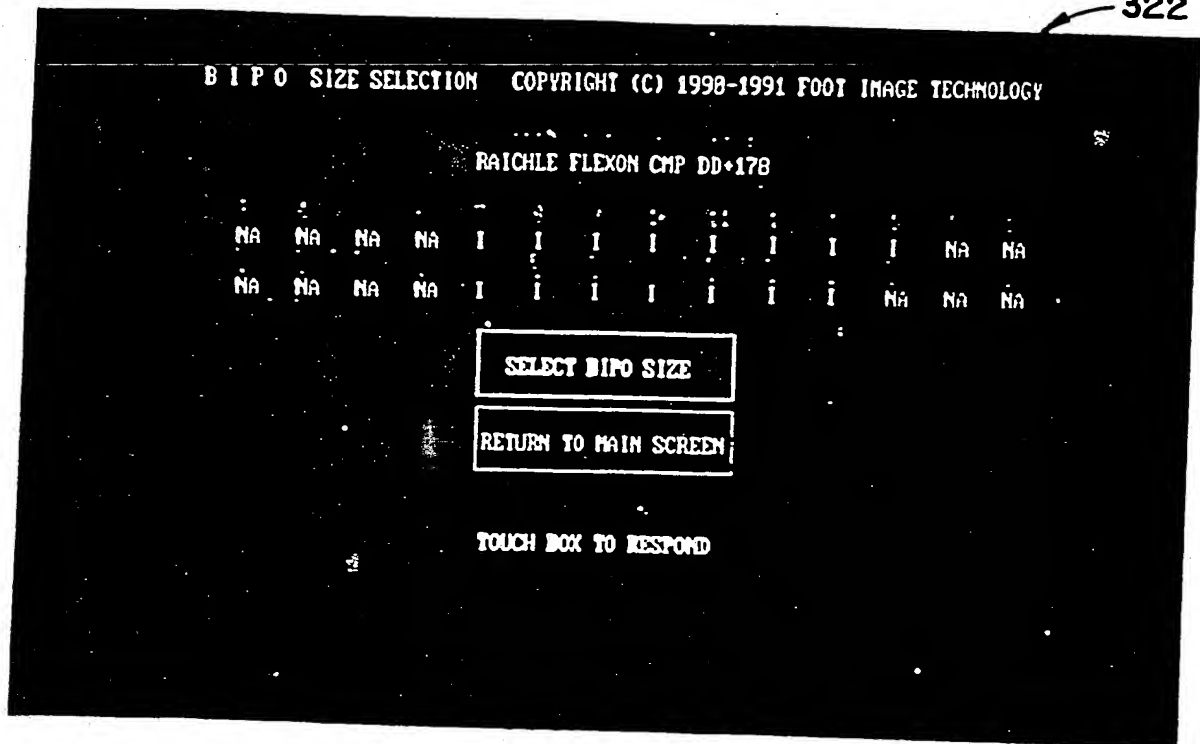 322
B I P O SIZE SELECTION COPYRIGHT (C) 1990-1991 FOOT IMAGE TECHNOLOGY
RAICHLE FLEXON CMP DD+178
NA NA NA NA I I I I I I I I NA NA
NA NA NA NA I I I I I I I NA NA NA
SELECT BIPO SIZE
RETURN TO MAIN SCREEN
TOUCH BOX TO RESPOND